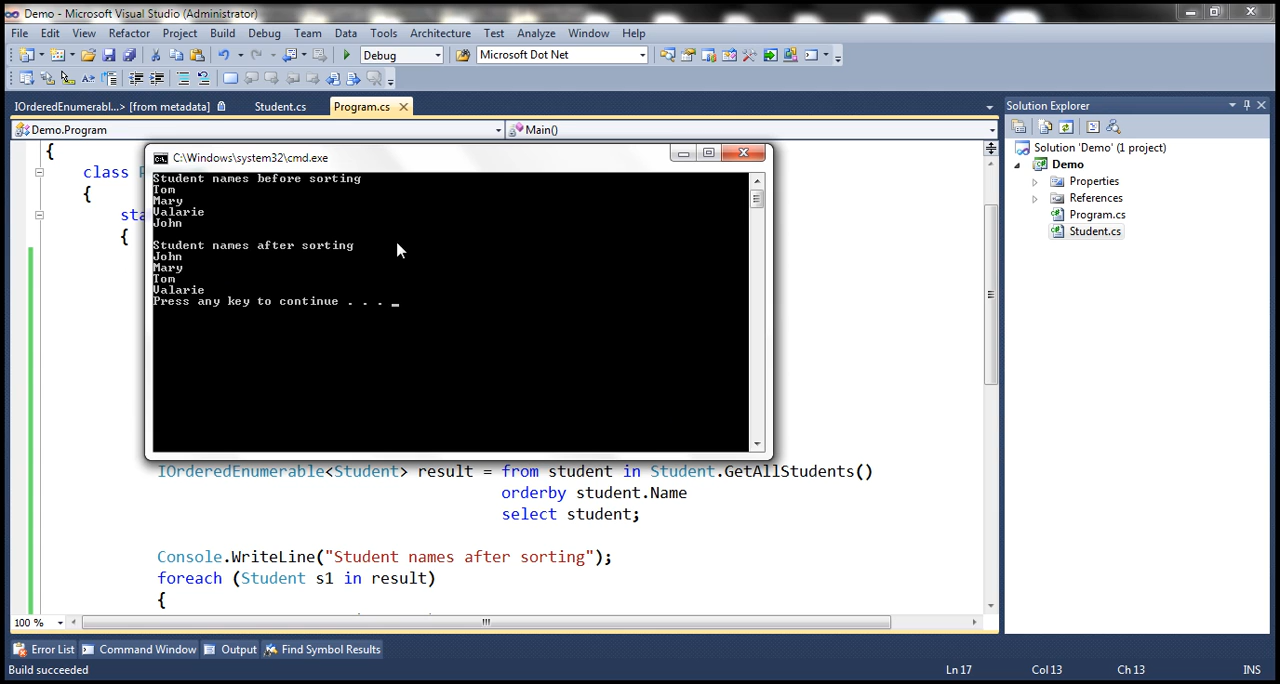 Demo - Microsoft Visual Studio (Administrator)
File Edit View Refactor Project Build Debug Team Data Tools Architecture Test Analyze Window Help
Debug Microsoft Dot Net
IOrderedEnumerabl...> [from metadata] Student.cs Program.cs
Demo.Program Main()
{
class
{
sta
{
C:\Windows\system32\cmd.exe
Student names before sorting
Tom
Mary
Valarie
John
Student names after sorting
John
Mary
Tom
Valarie
Press any key to continue . . . _
IOrderedEnumerable<Student> result = from student in Student.GetAllStudents()
orderby student.Name
select student;
Console.WriteLine("Student names after sorting");
foreach (Student s1 in result)
{
100 %
Solution Explorer
Solution 'Demo' (1 project)
Demo
Properties
References
Program.cs
Student.cs
Error List Command Window Output Find Symbol Results
Build succeeded Ln 17 Col 13 Ch 13 INS